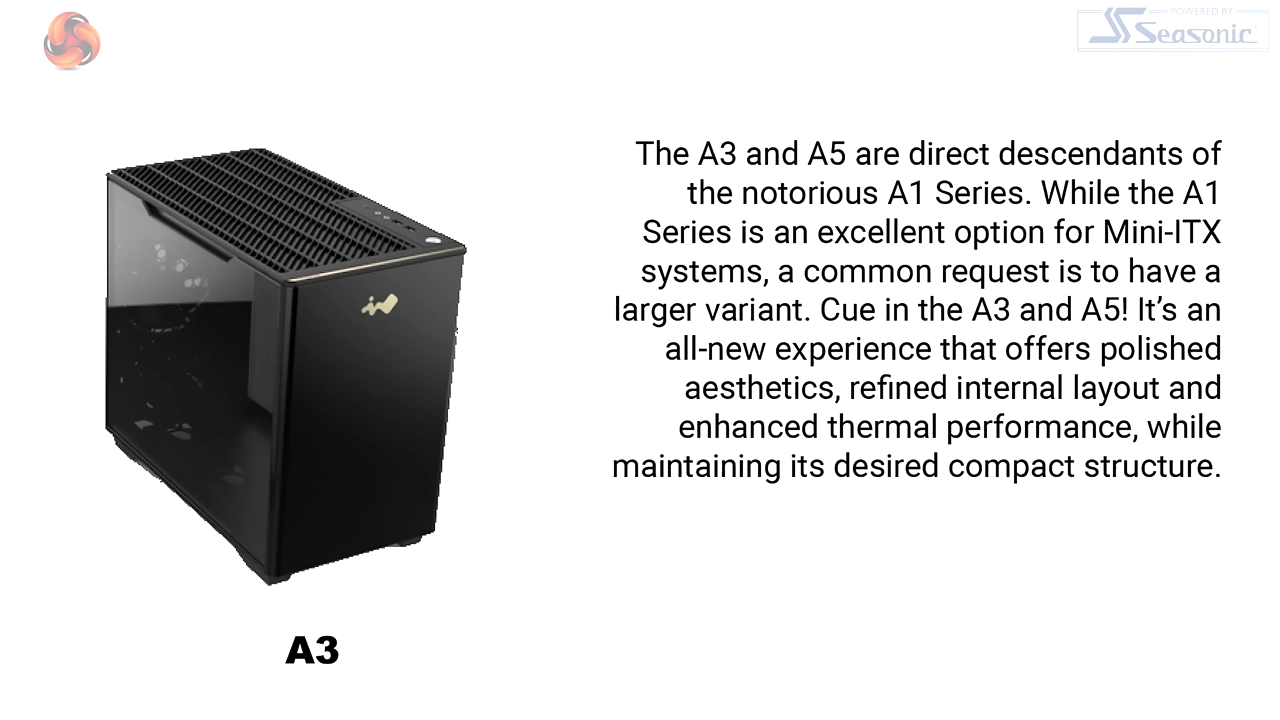 POWERED BY
Seasonic
The A3 and A5 are direct descendants of
the notorious A1 Series. While the A1
Series is an excellent option for Mini-ITX
systems, a common request is to have a
larger variant. Cue in the A3 and A5! It’s an
all-new experience that offers polished
aesthetics, refined internal layout and
enhanced thermal performance, while
maintaining its desired compact structure.
A3